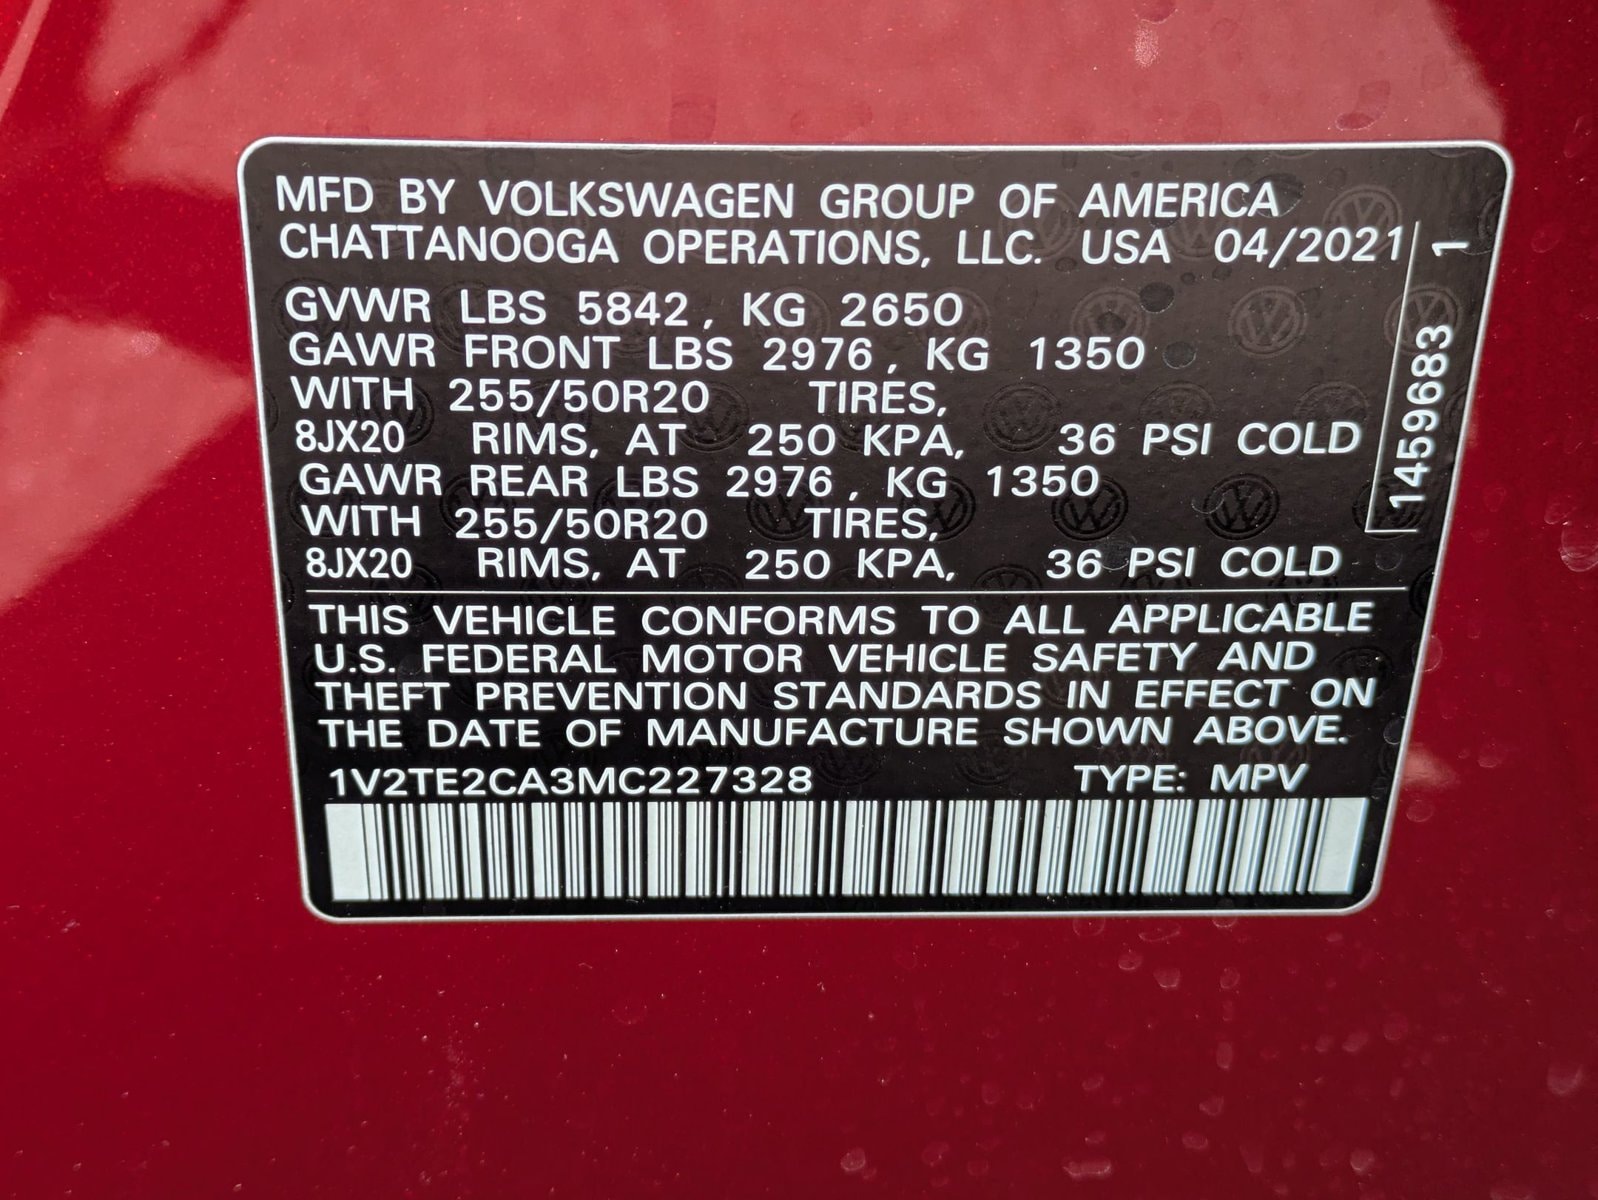 MFD BY VOLKSWAGEN GROUP OF AMERICA
CHATTANOOGA OPERATIONS, LLC. USA 04/2021
GVWR LBS 5842, KG 2650
GAWR FRONT LBS 2976, KG 1350
WITH 255/50R20 TIRES,
8JX20 RIMS, AT 250 KPA, 36 PSI COLD
GAWR REAR LBS 2976, KG 1350
WITH 255/50R20 TIRES,
8JX20 RIMS, AT 250 KPA, 36 PSI COLD
THIS VEHICLE CONFORMS TO ALL APPLICABLE
U.S. FEDERAL MOTOR VEHICLE SAFETY AND
THEFT PREVENTION STANDARDS IN EFFECT ON
THE DATE OF MANUFACTURE SHOWN ABOVE.
1V2TE2CA3MC227328 TYPE: MPV
1459683 1